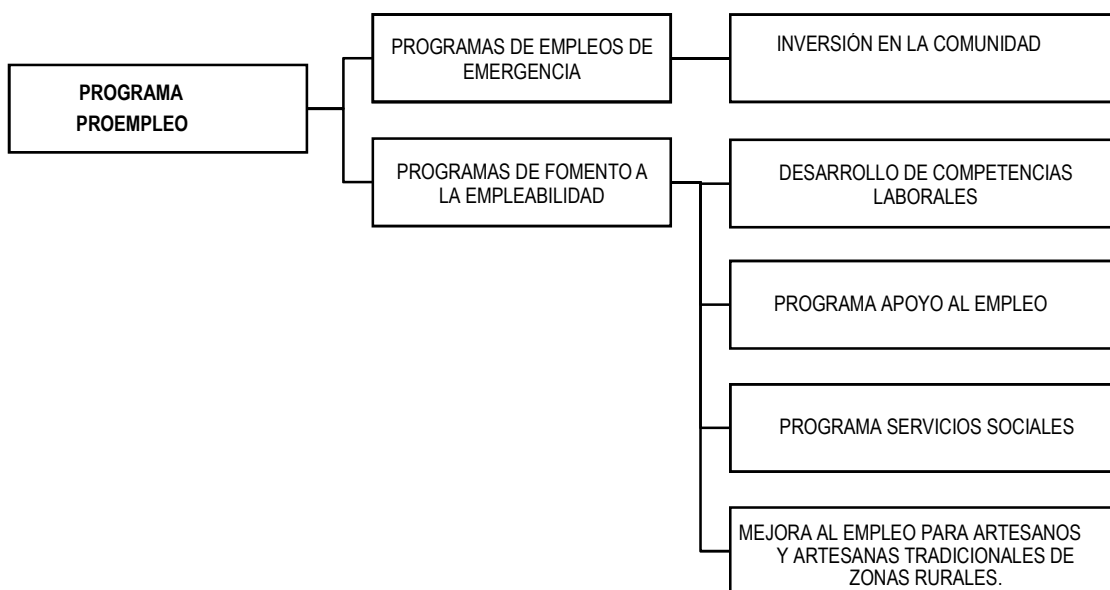 PROGRAMA
PROEMPLEO
PROGRAMAS DE EMPLEOS DE
EMERGENCIA
INVERSIÓN EN LA COMUNIDAD
PROGRAMAS DE FOMENTO A
LA EMPLEABILIDAD
DESARROLLO DE COMPETENCIAS
LABORALES
PROGRAMA APOYO AL EMPLEO
PROGRAMA SERVICIOS SOCIALES
MEJORA AL EMPLEO PARA ARTESANOS
Y ARTESANAS TRADICIONALES DE
ZONAS RURALES.